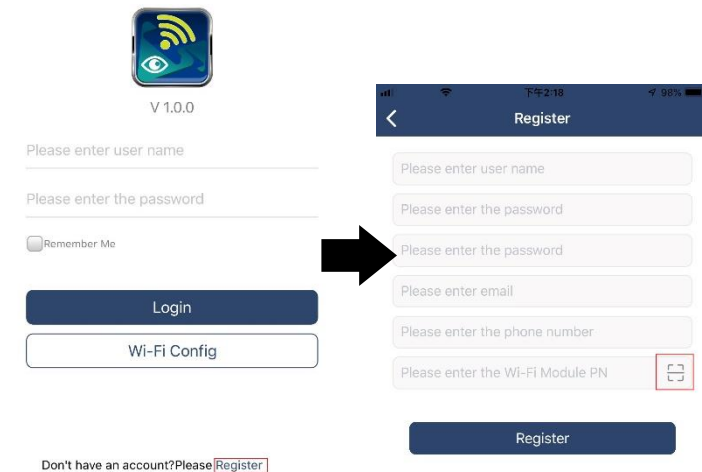 V 1.0.0
Please enter user name
Please enter the password
Remember Me
Login
Wi-Fi Config
Don't have an account?Please Register
下午2:18
98%
Register
Please enter user name
Please enter the password
Please enter the password
Please enter email
Please enter the phone number
Please enter the Wi-Fi Module PN
Register